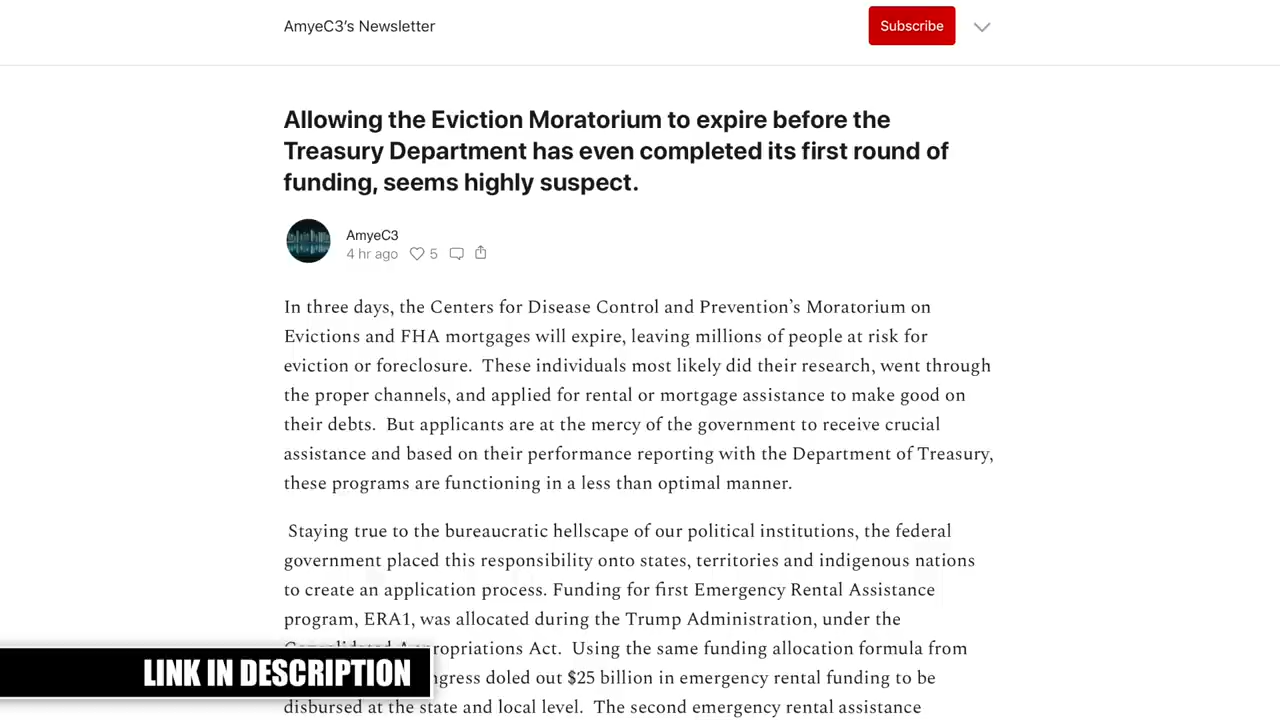 AmyeC3's Newsletter
Subscribe
Allowing the Eviction Moratorium to expire before the
Treasury Department has even completed its first round of
funding, seems highly suspect.
AmyeC3
4 hr ago 5
In three days, the Centers for Disease Control and Prevention's Moratorium on
Evictions and FHA mortgages will expire, leaving millions of people at risk for
eviction or foreclosure.  These individuals most likely did their research, went through
the proper channels, and applied for rental or mortgage assistance to make good on
their debts.  But applicants are at the mercy of the government to receive crucial
assistance and based on their performance reporting with the Department of Treasury,
these programs are functioning in a less than optimal manner.
Staying true to the bureaucratic hellscape of our political institutions, the federal
government placed this responsibility onto states, territories and indigenous nations
to create an application process. Funding for first Emergency Rental Assistance
program, ERA1, was allocated during the Trump Administration, under the
Consolidated Appropriations Act.  Using the same funding allocation formula from
doled out $25 billion in emergency rental funding to be
disbursed at the state and local level.  The second emergency rental assistance
LINK IN DESCRIPTION